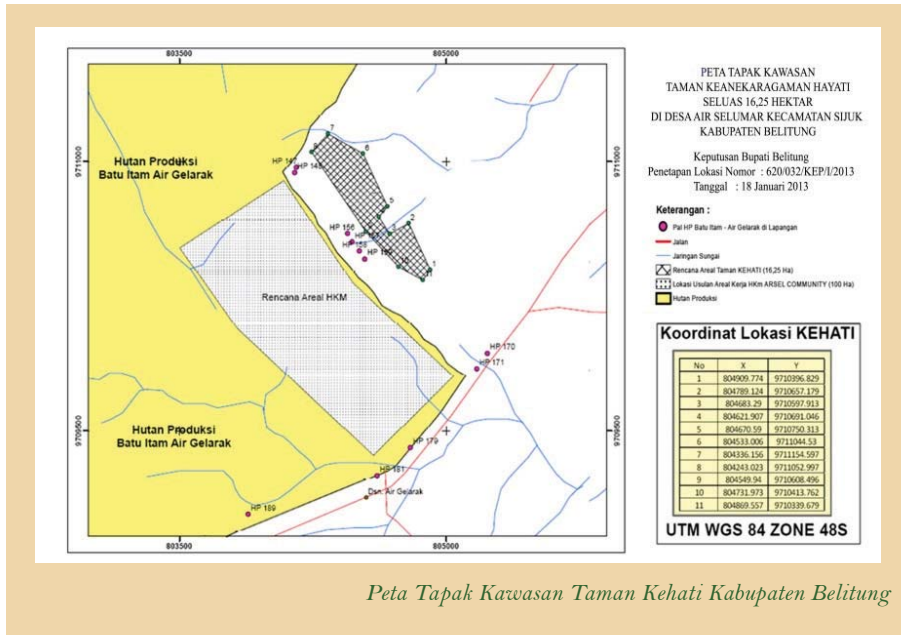 803500
805000
PETA TAPAK KAWASAN
TAMAN KEANEKARAGAMAN HAYATI
SELUAS 16,25 HEKTAR
DI DESA AIR SELUMAR KECAMATAN SIJUK
KABUPATEN BELITUNG
Keputusan Bupati Belitung
Penetapan Lokasi Nomor : 620/032/KEP/I/2013
Tanggal : 18 Januari 2013
Keterangan :
Pal HP Batu Itam - Air Gelarak di Lapangan
Jalan
Jaringan Sungai
Rencana Areal Taman KEHATI (16,25 Ha)
Lokasi Usulan Areal Kerja HKm ARSEL COMMUNITY (100 Ha)
Hutan Produksi
9711000
9711000
Hutan Produksi
Batu Itam Air Gelarak
7
8
6
HP 147
HP 148
5
2
3
HP 156
HP 158
1
11
Rencana Areal HKM
HP 170
HP 171
9709500
9709500
Hutan Produksi
Batu Itam Air Gelarak
HP 179
HP 181
Dsn. Air Gelarak
HP 189
803500
805000
Koordinat Lokasi KEHATI
No X Y
1 804909.774 9710396.829
2 804789.124 9710657.179
3 804683.29 9710597.913
4 804621.907 9710691.046
5 804670.59 9710750.313
6 804533.006 9711044.53
7 804336.156 9711154.597
8 804243.023 9711052.997
9 804549.94 9710608.496
10 804731.973 9710413.762
11 804869.557 9710339.679
UTM WGS 84 ZONE 48S
Peta Tapak Kawasan Taman Kehati Kabupaten Belitung